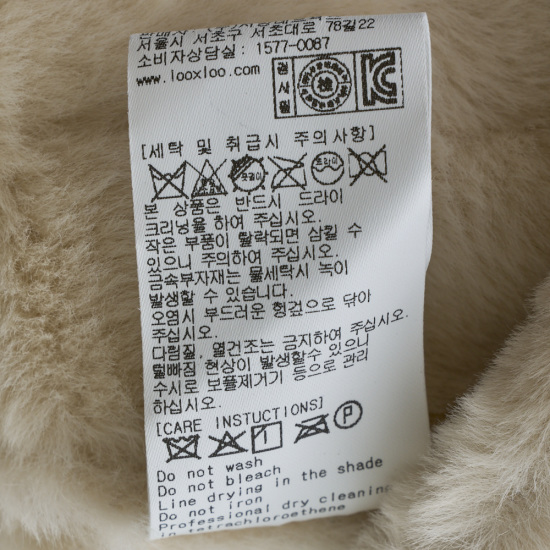 서울시 서초구 서초대로 78길22
소비자상담실: 1577-0087
www.looxloo.com
검사필
[세탁 및 취급시 주의사항]
드라이
본 상품은 반드시 드라이
크리닝을 하여 주십시오.
작은 부품이 탈락되면 삼킬 수
있으니 주의하여 주십시오.
금속부자재는 물세탁시 녹이
발생할 수 있습니다.
오염시 부드러운 헝겊으로 닦아
주십시오.
다림질, 열건조는 금지하여 주십시오.
털빠짐 현상이 발생할수 있으니
수시로 보풀제거기 등으로 관리
하십시오.
[CARE INSTUCTIONS]
P
Do not wash
Do not bleach
Line drying in the shade
Do not iron
Professional dry cleaning
in tetrachloroethene